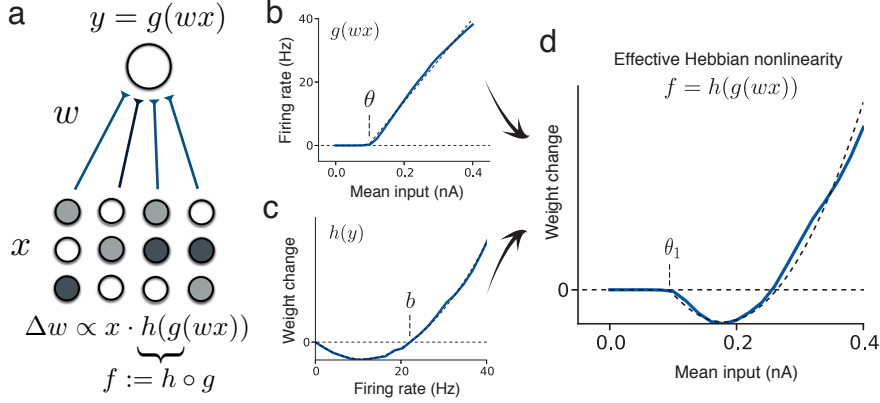 a
y = g(wx)
w
x
Δw ∝ x · h(g(wx))
f := h ∘ g
b
g(wx)
Firing rate (Hz)
40
20
0
θ
0.0 0.2 0.4
Mean input (nA)
c
h(y)
Weight change
0
b
0 20 40
Firing rate (Hz)
d
Effective Hebbian nonlinearity
f = h(g(wx))
Weight change
0
θ₁
0.0 0.2 0.4
Mean input (nA)